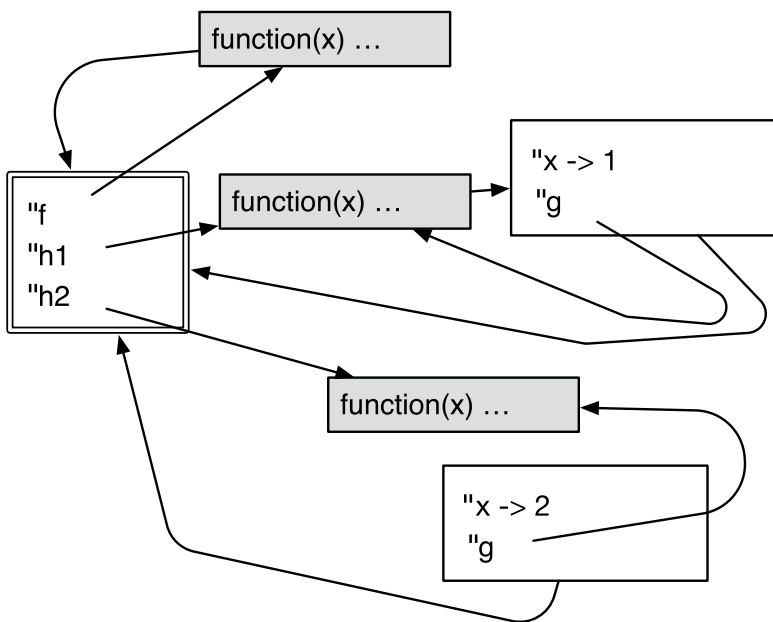 function(x) …
"f
"h1
"h2
function(x) …
"x -> 1
"g
function(x) …
"x -> 2
"g